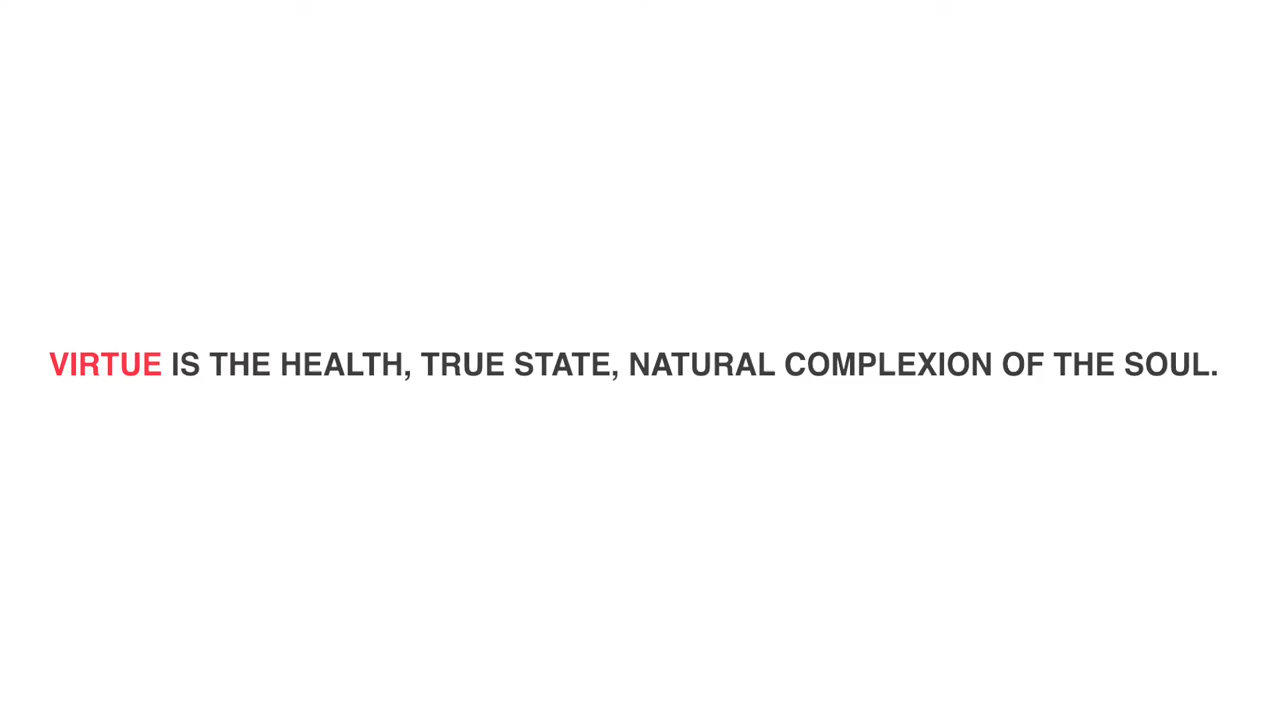 VIRTUE IS THE HEALTH, TRUE STATE, NATURAL COMPLEXION OF THE SOUL.